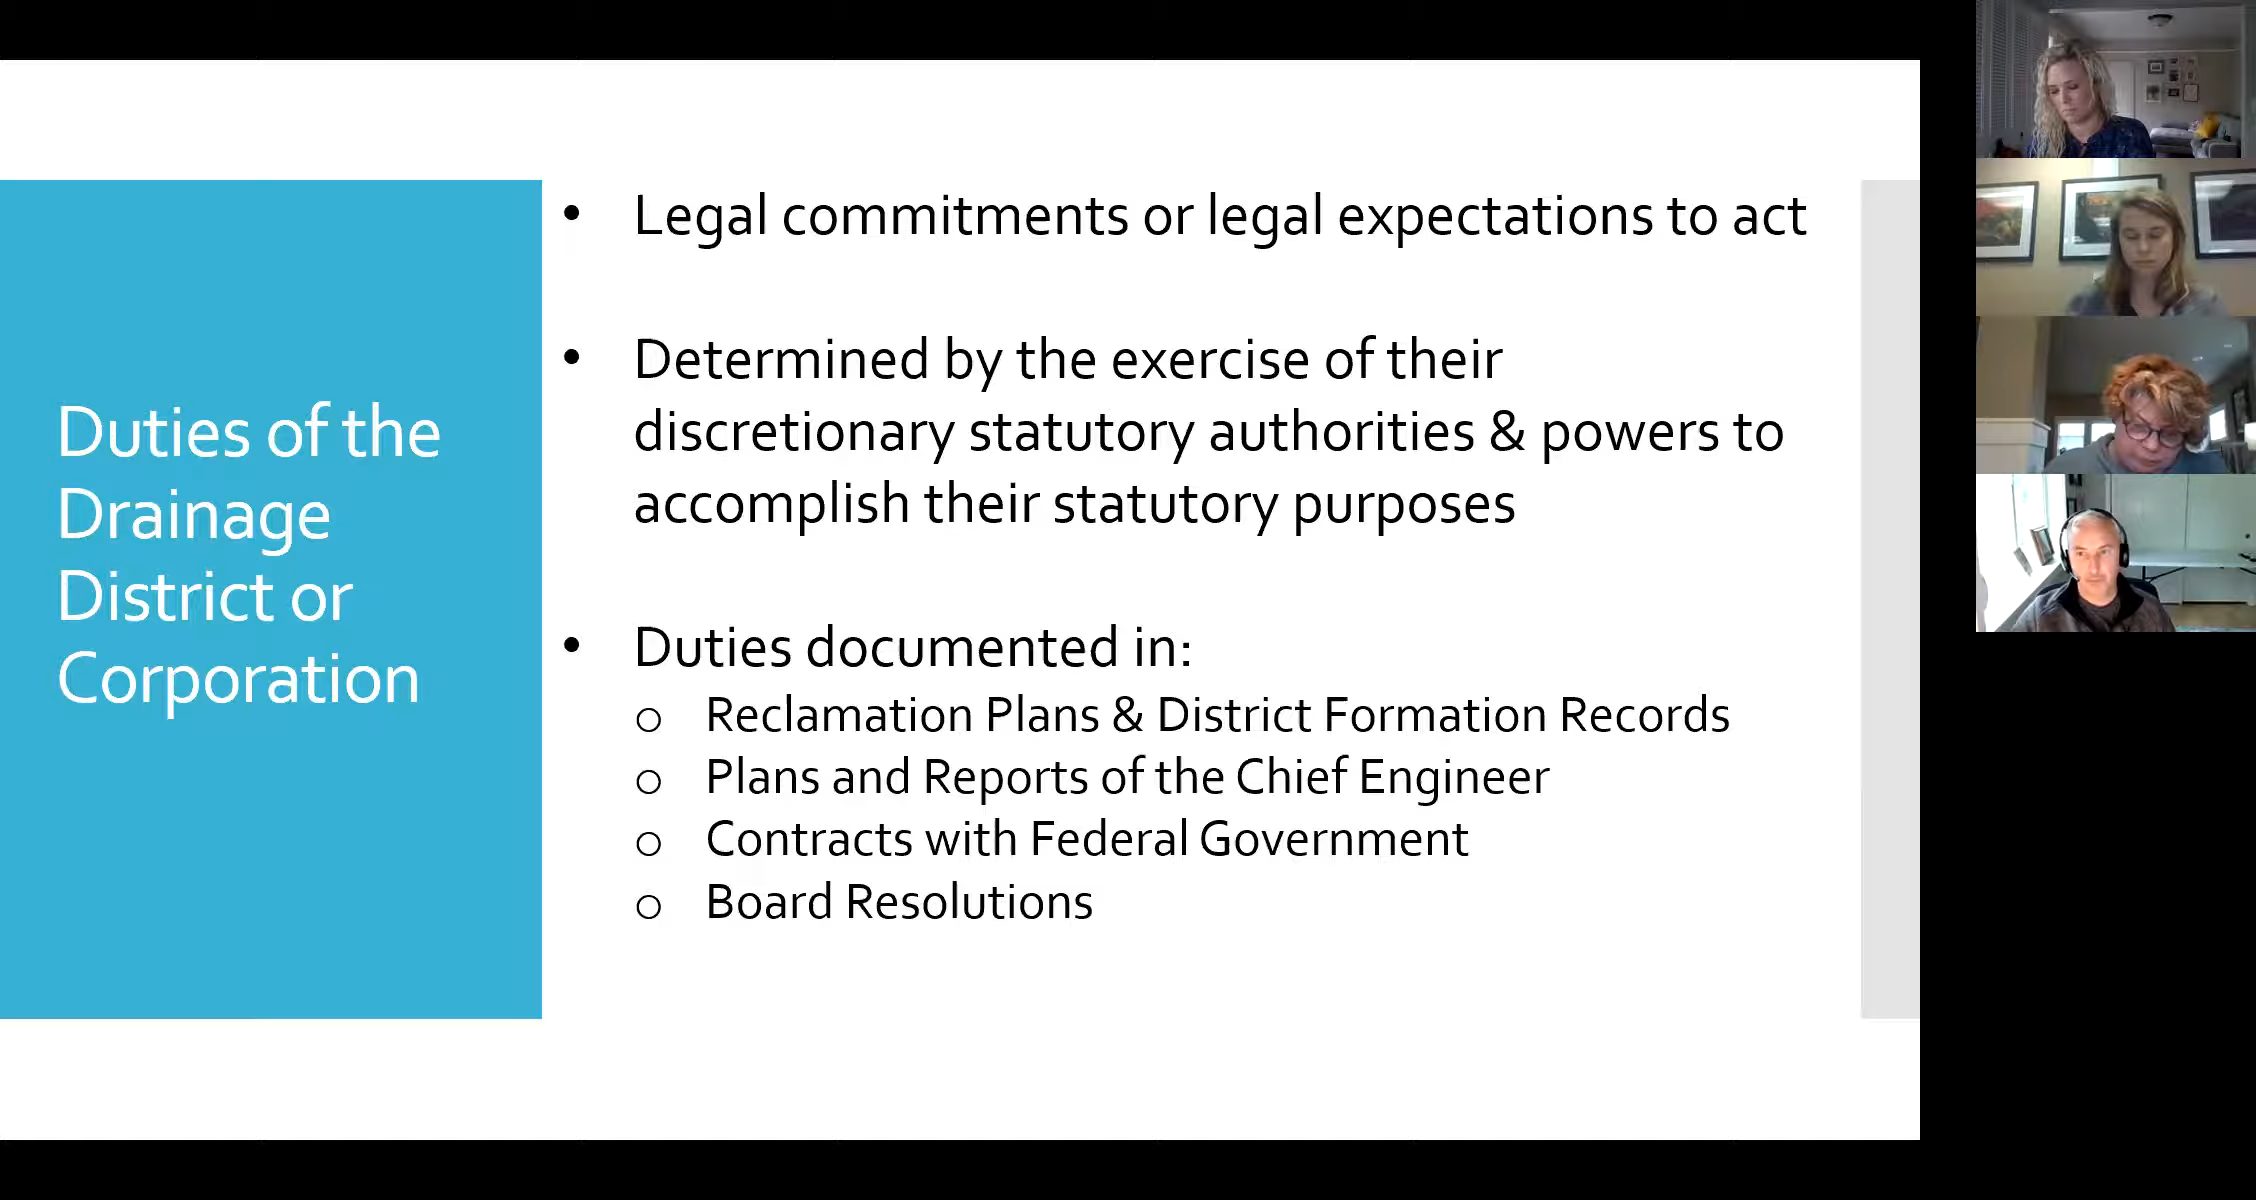 Duties of the
Drainage
District or
Corporation
• Legal commitments or legal expectations to act
• Determined by the exercise of their
discretionary statutory authorities & powers to
accomplish their statutory purposes
• Duties documented in:
o Reclamation Plans & District Formation Records
o Plans and Reports of the Chief Engineer
o Contracts with Federal Government
o Board Resolutions